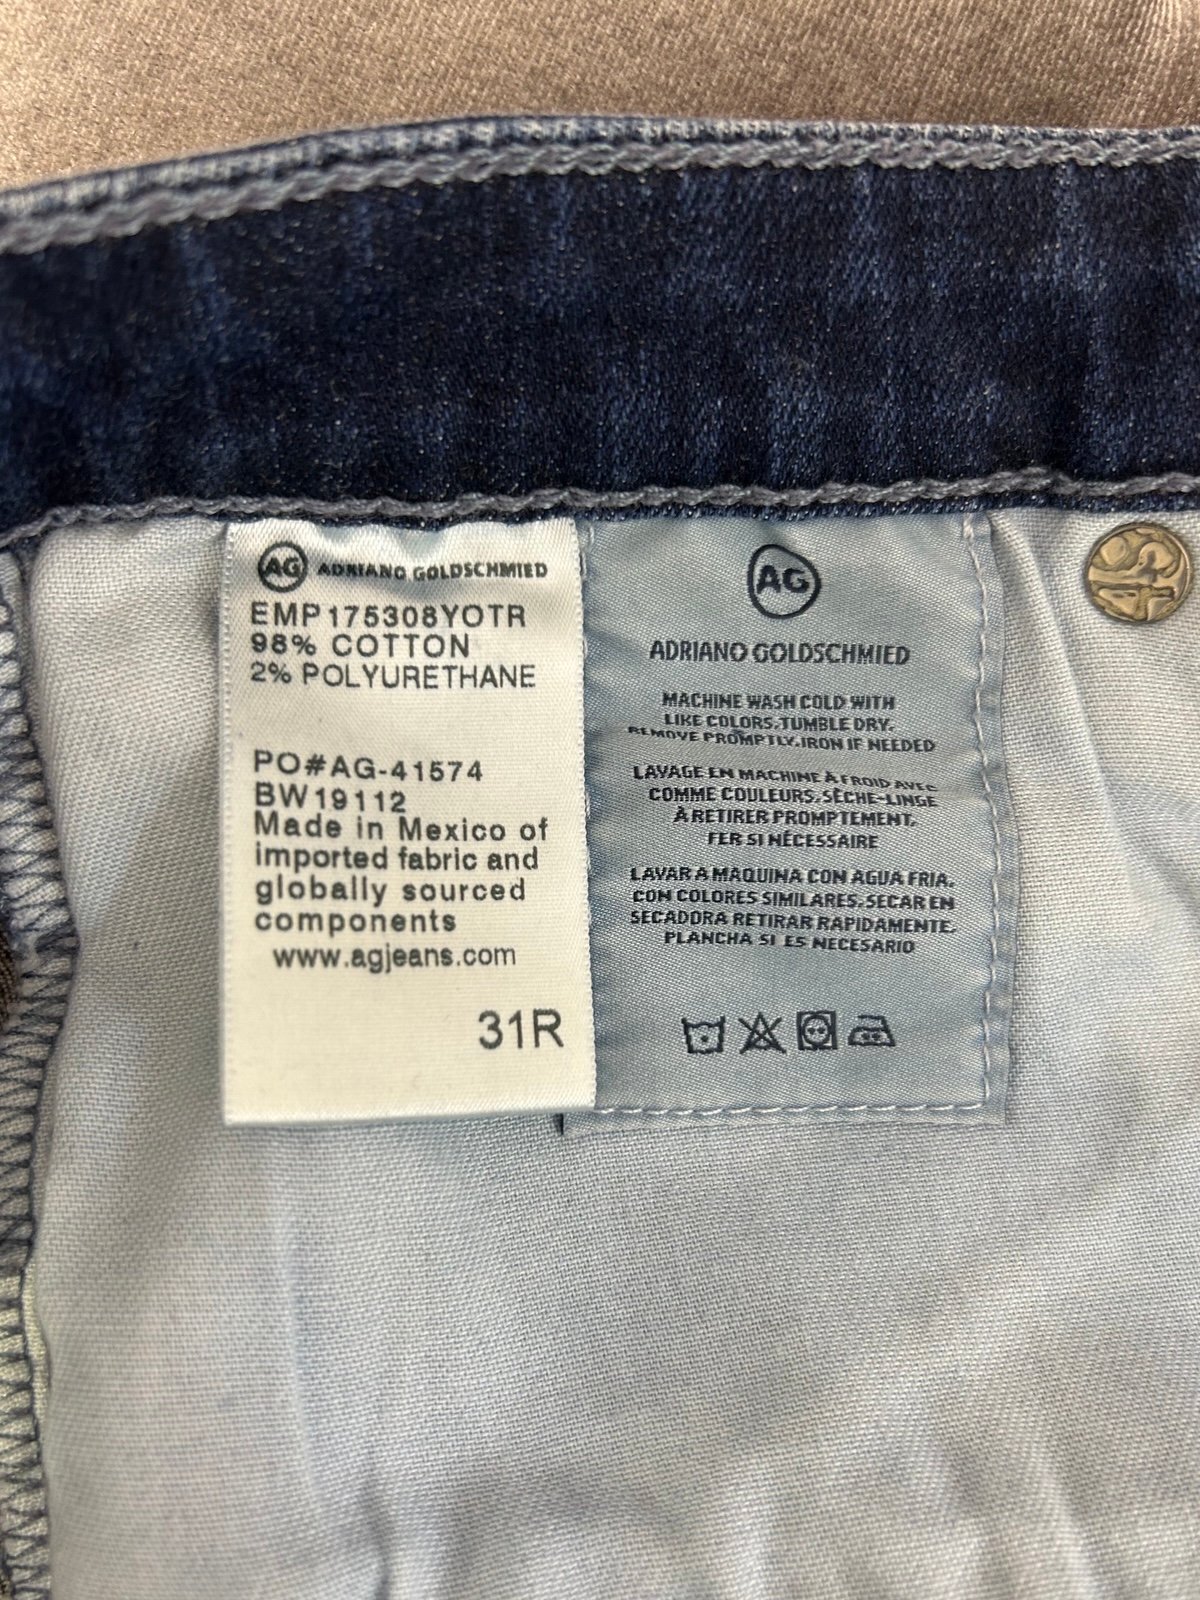 AG ADRIANO GOLDSCHMIED
EMP175308YOTR
98% COTTON
2% POLYURETHANE
PO#AG-41574
BW19112
Made in Mexico of
imported fabric and
globally sourced
components
www.agjeans.com
31R
AG
ADRIANO GOLDSCHMIED
MACHINE WASH COLD WITH
LIKE COLORS. TUMBLE DRY.
REMOVE PROMPTLY. IRON IF NEEDED
LAVAGE EN MACHINE À FROID AVEC
COMME COULEURS. SÈCHE-LINGE
À RETIRER PROMPTEMENT.
FER SI NÉCESSAIRE
LAVAR A MAQUINA CON AGUA FRIA.
CON COLORES SIMILARES. SECAR EN
SECADORA RETIRAR RAPIDAMENTE.
PLANCHA SI ES NECESARIO